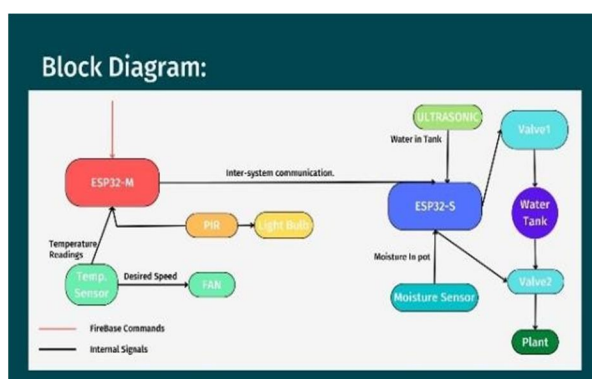 Block Diagram:
ULTRASONIC
Valve1
Water in Tank
Inter-system communication.
ESP32-M
ESP32-S
Water
Tank
PIR
Light Bulb
Temperature
Readings
Moisture In pot
Temp.
Sensor
Desired Speed
FAN
Valve2
Moisture Sensor
FireBase Commands
Internal Signals
Plant